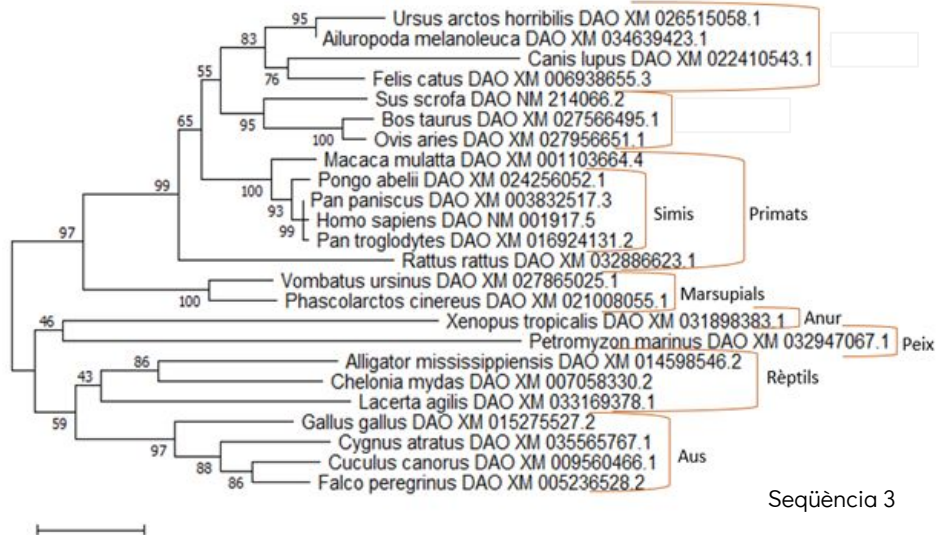 95
Ursus arctos horribilis DAO XM 026515058.1
83
Ailuropoda melanoleuca DAO XM 034639423.1
Canis lupus DAO XM 022410543.1
55
76
Felis catus DAO XM 006938655.3
Sus scrofa DAO NM 214066.2
95
Bos taurus DAO XM 027566495.1
65
100
Ovis aries DAO XM 027956651.1
Macaca mulatta DAO XM 001103664.4
100
Pongo abelii DAO XM 024256052.1
99
93
Pan paniscus DAO XM 003832517.3
Homo sapiens DAO NM 001917.5
Simis
Primats
99
Pan troglodytes DAO XM 016924131.2
97
Rattus rattus DAO XM 032886623.1
Vombatus ursinus DAO XM 027865025.1
100
Phascolarctos cinereus DAO XM 021008055.1
Marsupials
46
Xenopus tropicalis DAO XM 031898383.1
Anur
Petromyzon marinus DAO XM 032947067.1
Peix
86
Alligator mississippiensis DAO XM 014598546.2
43
Chelonia mydas DAO XM 007058330.2
Rèptils
Lacerta agilis DAO XM 033169378.1
59
Gallus gallus DAO XM 015275527.2
97
Cygnus atratus DAO XM 035565767.1
88
Cuculus canorus DAO XM 009560466.1
Aus
86
Falco peregrinus DAO XM 005236528.2
Seqüència 3